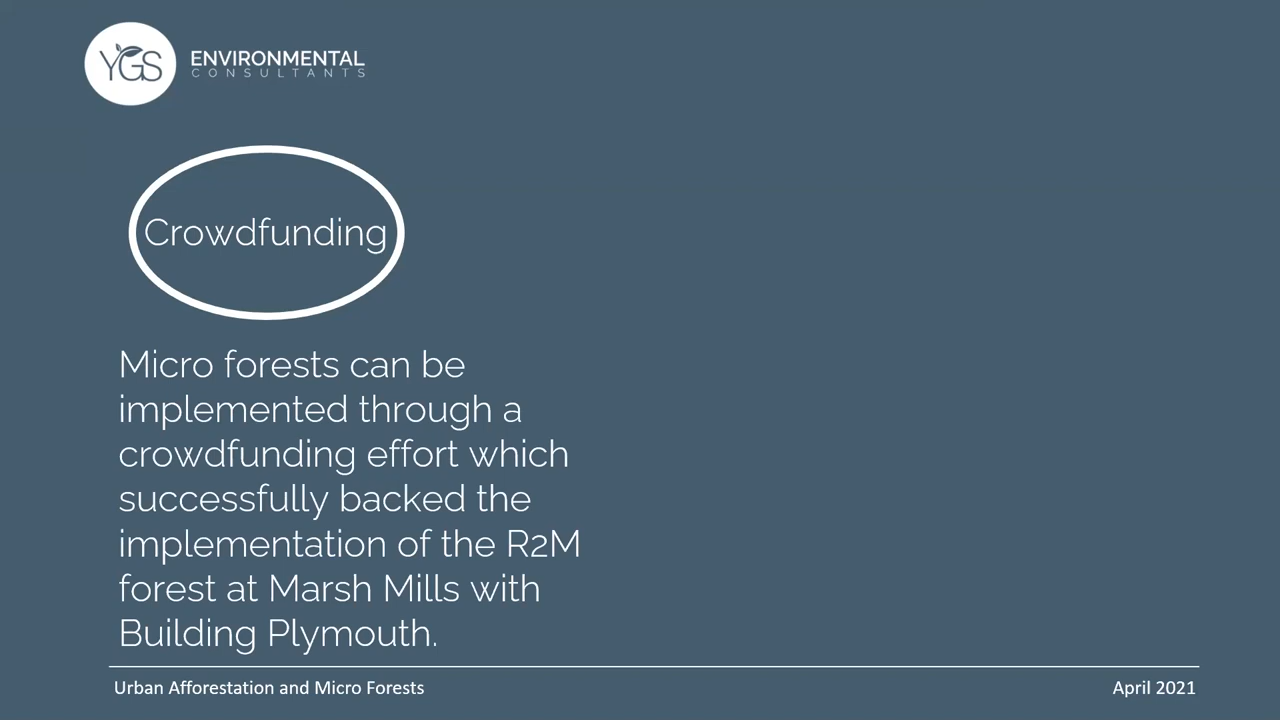 YGS
ENVIRONMENTAL
CONSULTANTS
Crowdfunding
Micro forests can be
implemented through a
crowdfunding effort which
successfully backed the
implementation of the R2M
forest at Marsh Mills with
Building Plymouth.
Urban Afforestation and Micro Forests
April 2021